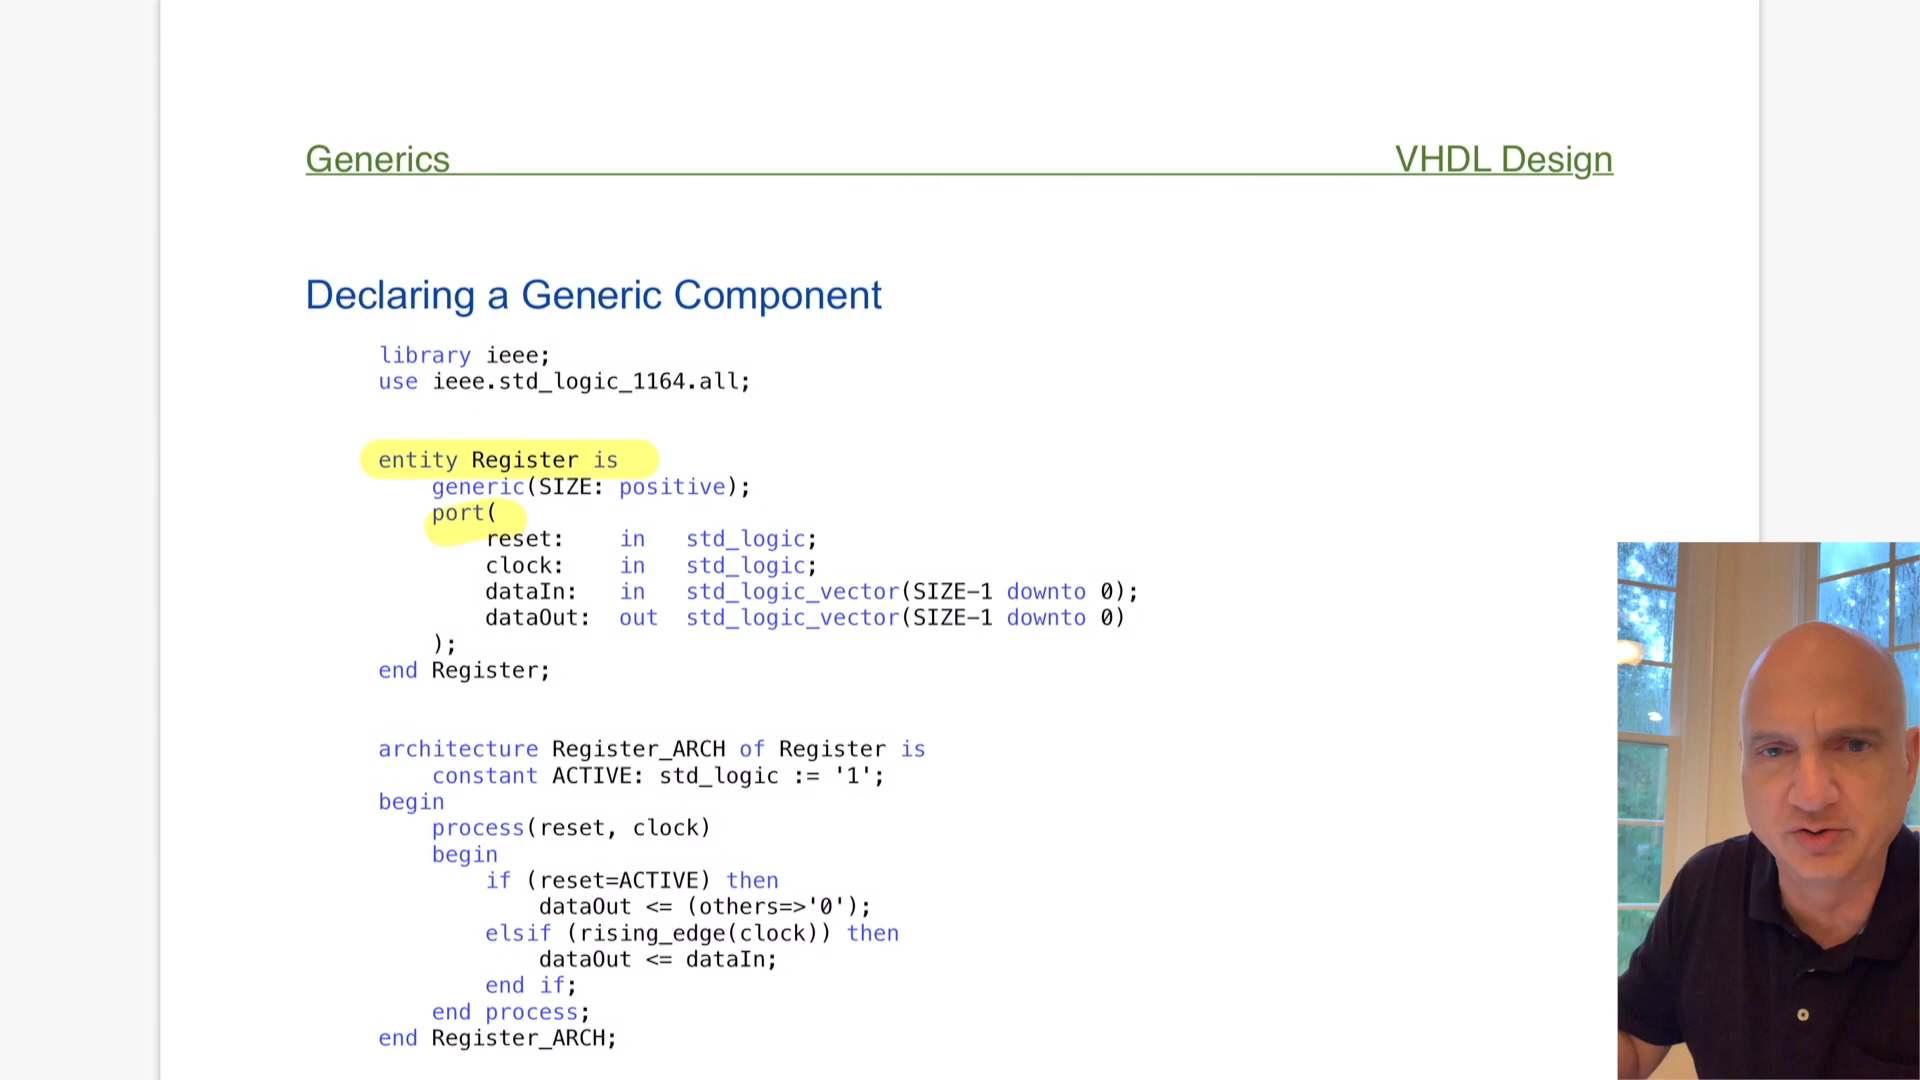 Generics VHDL Design
Declaring a Generic Component
library ieee;
use ieee.std_logic_1164.all;
entity Register is
    generic(SIZE: positive);
    port(
        reset:    in   std_logic;
        clock:    in   std_logic;
        dataIn:   in   std_logic_vector(SIZE-1 downto 0);
        dataOut:  out  std_logic_vector(SIZE-1 downto 0)
    );
end Register;
architecture Register_ARCH of Register is
    constant ACTIVE: std_logic := '1';
begin
    process(reset, clock)
    begin
        if (reset=ACTIVE) then
            dataOut <= (others=>'0');
        elsif (rising_edge(clock)) then
            dataOut <= dataIn;
        end if;
    end process;
end Register_ARCH;